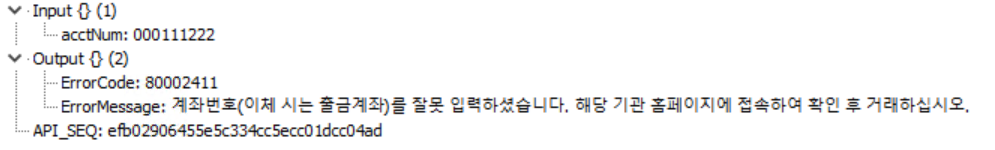 Input {} (1)
acctNum: 000111222
Output {} (2)
ErrorCode: 80002411
ErrorMessage: 계좌번호(이체 시는 출금계좌)를 잘못 입력하셨습니다. 해당 기관 홈페이지에 접속하여 확인 후 거래하십시오.
API_SEQ: efb02906455e5c334cc5ecc01dcc04ad